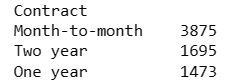 Contract
Month-to-month    3875
Two year          1695
One year          1473